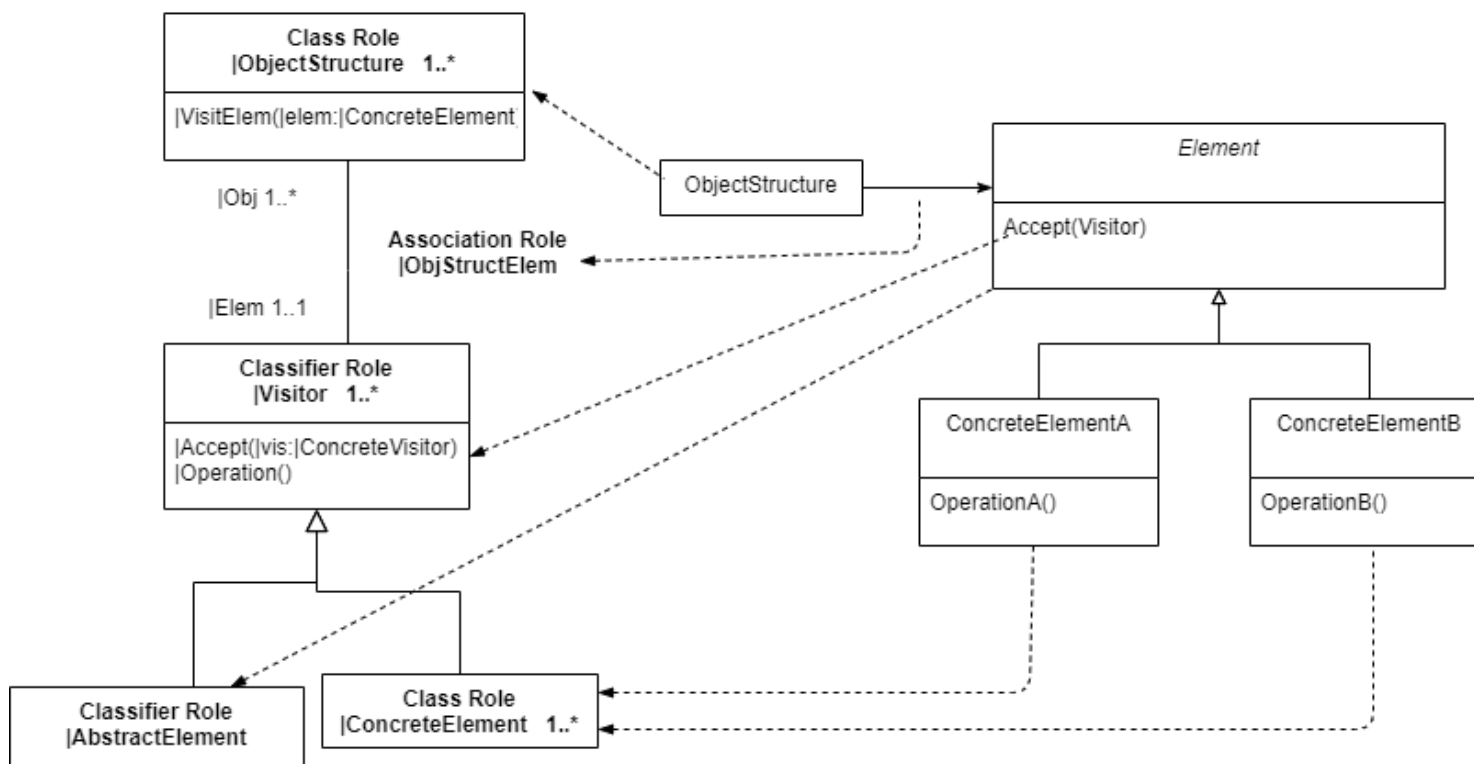 Class Role
|ObjectStructure 1..*
|VisitElem(|elem:|ConcreteElement)
|Obj 1..*
|Elem 1..1
Classifier Role
|Visitor 1..*
|Accept(|vis:|ConcreteVisitor)
|Operation()
Classifier Role
|AbstractElement
Class Role
|ConcreteElement 1..*
Association Role
|ObjStructElem
ObjectStructure
Element
Accept(Visitor)
ConcreteElementA
OperationA()
ConcreteElementB
OperationB()